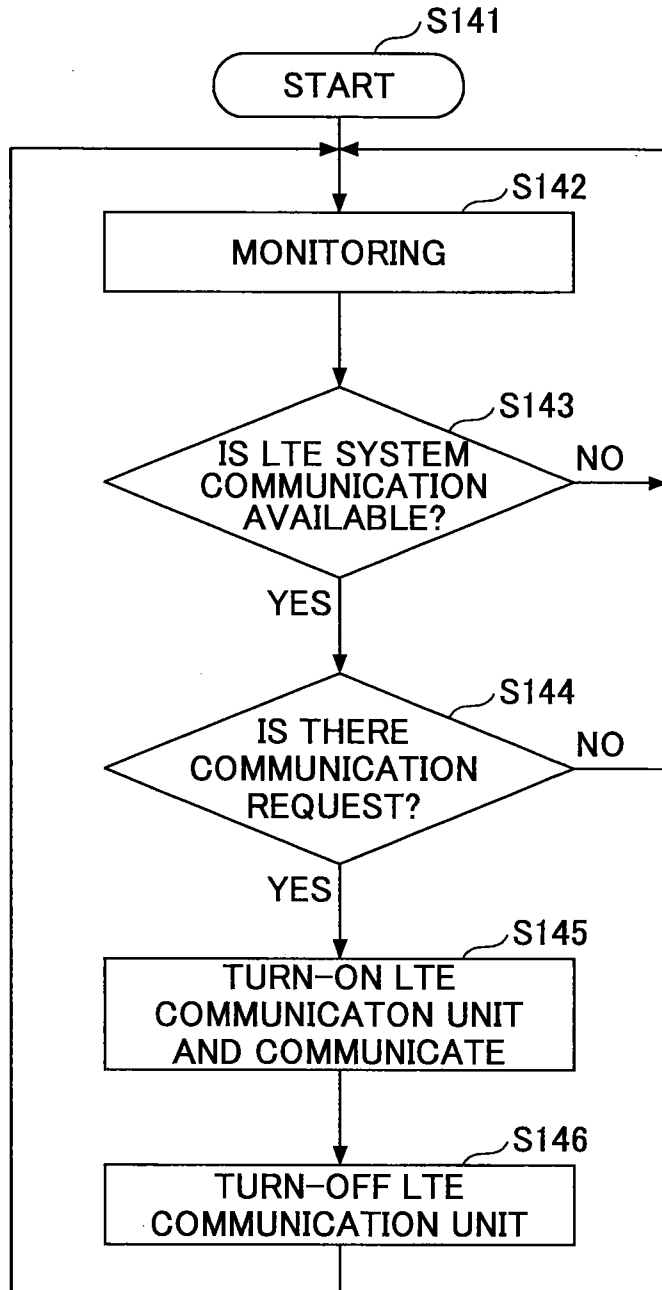 S141
START
S142
MONITORING
S143
IS LTE SYSTEM
COMMUNICATION
AVAILABLE?
NO
YES
S144
IS THERE
COMMUNICATION
REQUEST?
NO
YES
S145
TURN-ON LTE
COMMUNICATON UNIT
AND COMMUNICATE
S146
TURN-OFF LTE
COMMUNICATION UNIT